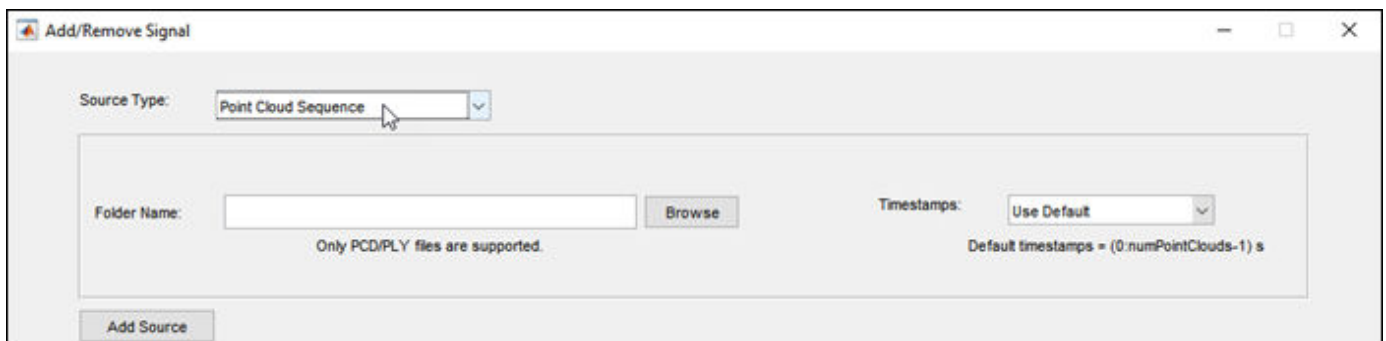 Add/Remove Signal
Source Type: Point Cloud Sequence
Folder Name: Browse Timestamps: Use Default
Only PCD/PLY files are supported. Default timestamps = (0:numPointClouds-1) s
Add Source